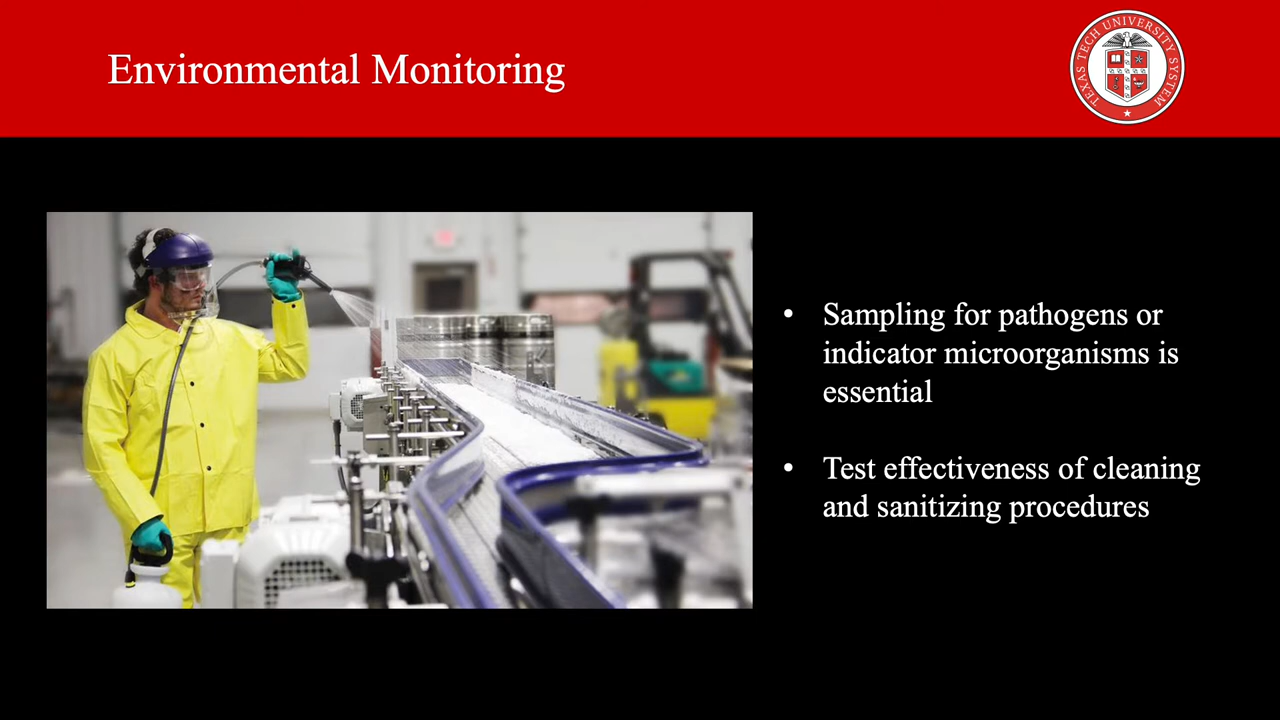 Environmental Monitoring
TEXAS TECH UNIVERSITY SYSTEM
• Sampling for pathogens or
indicator microorganisms is
essential
• Test effectiveness of cleaning
and sanitizing procedures